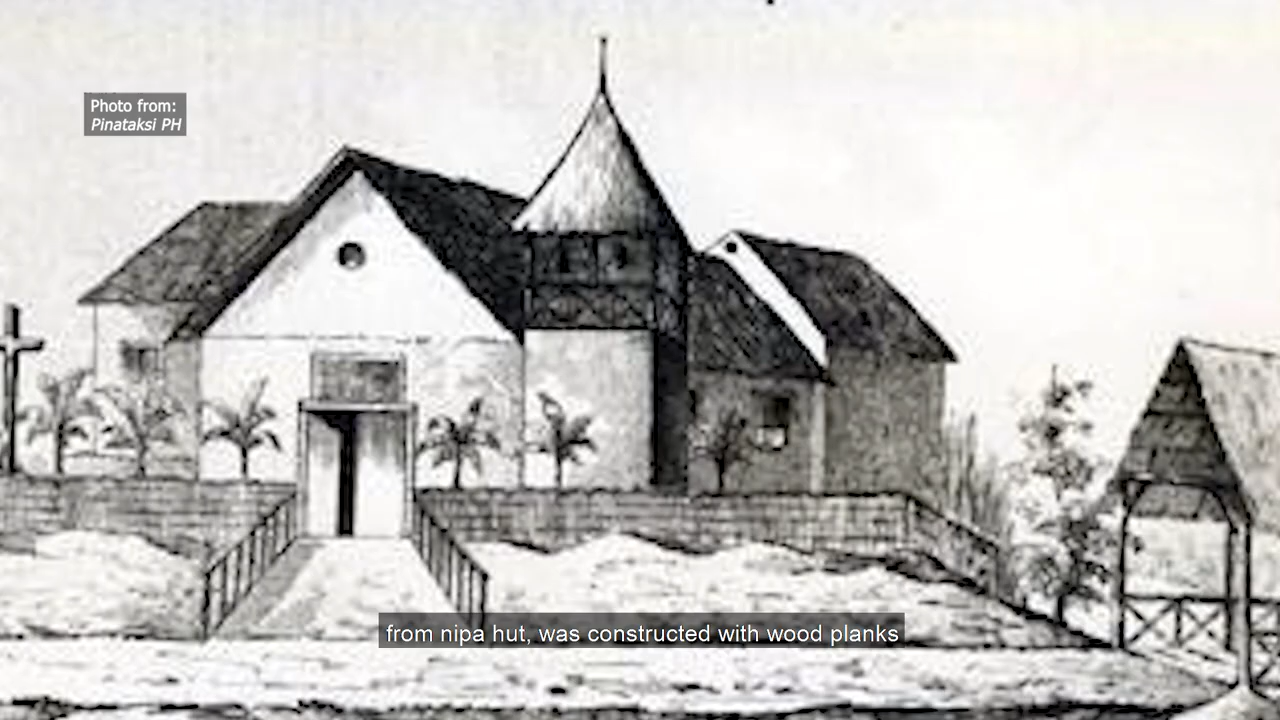 Photo from:
Pinataksi PH
from nipa hut, was constructed with wood planks